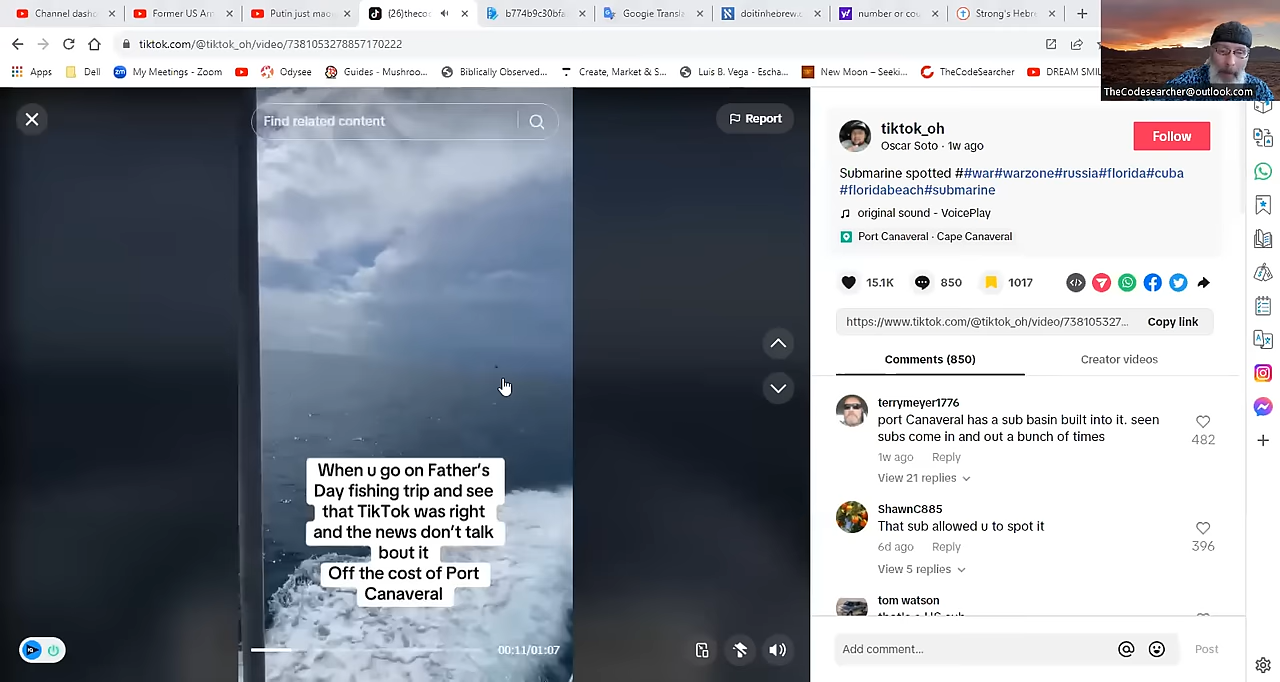 Channel dash
Former US Ar
Putin just mad
(26)theco
b774b9c30bfa
Google Transla
doitinhebrew.c
number or cou
Strong's Hebre
tiktok.com/@tiktok_oh/video/7381053278857170222
Apps
Dell
My Meetings - Zoom
Odysee
Guides - Mushroo...
Biblically Observed...
Create, Market & S...
Luis B. Vega - Escha...
New Moon – Seeki...
TheCodeSearcher
DREAM SMIL
TheCodesearcher@outlook.com
Find related content
Report
tiktok_oh
Oscar Soto · 1w ago
Follow
Submarine spotted ##war#warzone#russia#florida#cuba
#floridabeach#submarine
original sound - VoicePlay
Port Canaveral · Cape Canaveral
15.1K
850
1017
https://www.tiktok.com/@tiktok_oh/video/738105327...
Copy link
Comments (850)
Creator videos
terrymeyer1776
port Canaveral has a sub basin built into it. seen
subs come in and out a bunch of times
482
1w ago Reply
View 21 replies
ShawnC885
That sub allowed u to spot it
396
6d ago Reply
View 5 replies
tom watson
Add comment...
Post
When u go on Father's
Day fishing trip and see
that TikTok was right
and the news don't talk
bout it
Off the cost of Port
Canaveral
00:11/01:07